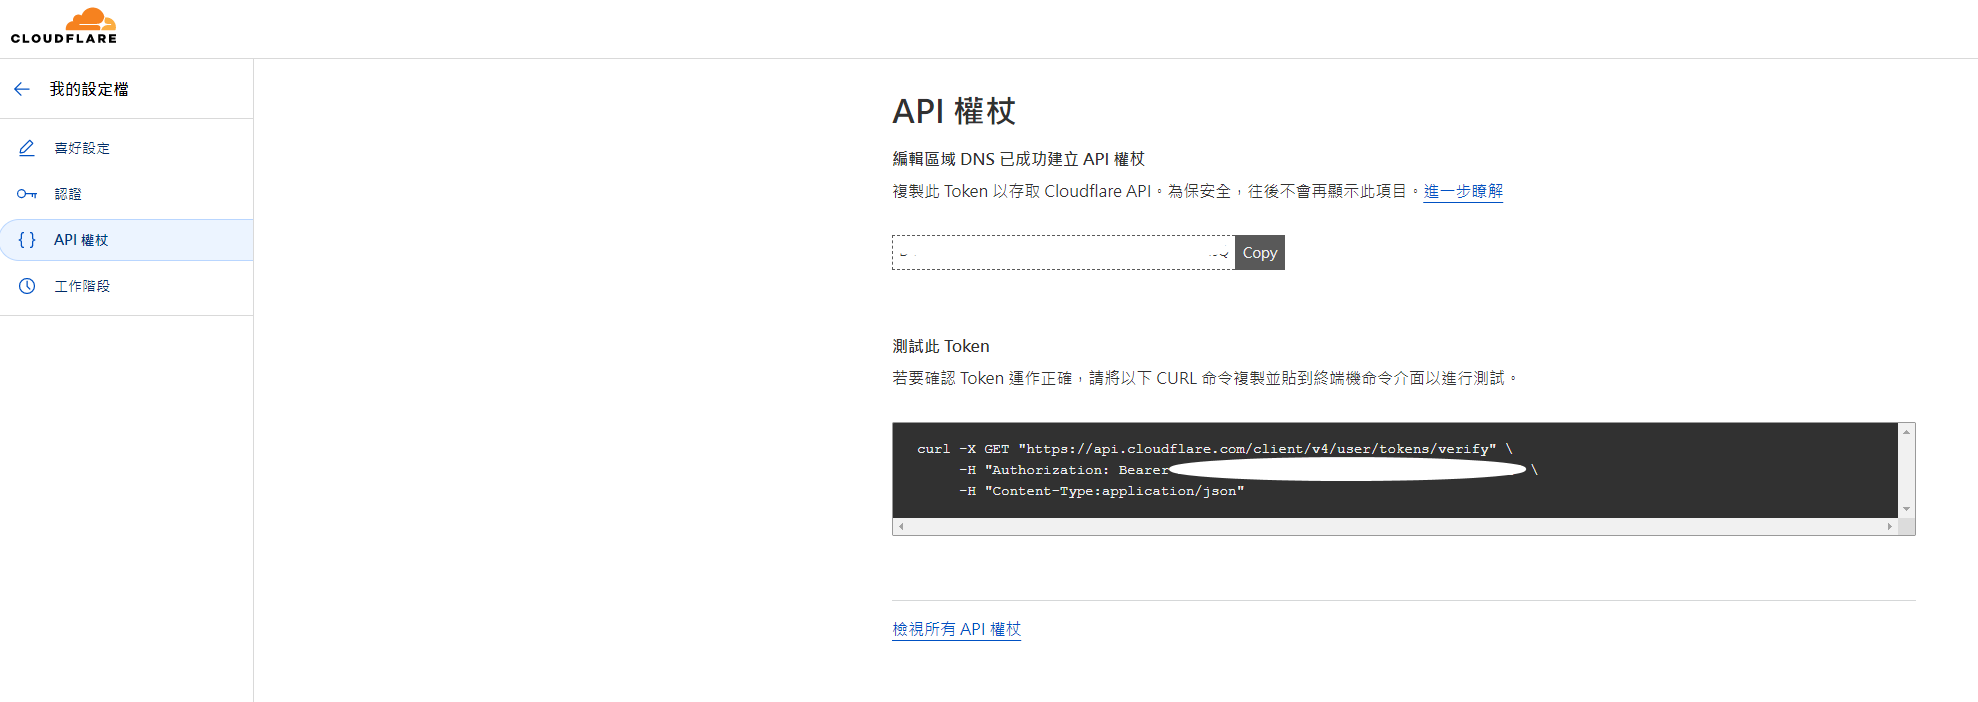 CLOUDFLARE
我的設定檔
喜好設定
認證
API 權杖
工作階段
API 權杖
編輯區域 DNS 已成功建立 API 權杖
複製此 Token 以存取 Cloudflare API。為保安全，往後不會再顯示此項目。進一步瞭解
Copy
測試此 Token
若要確認 Token 運作正確，請將以下 CURL 命令複製並貼到終端機命令介面以進行測試。
curl -X GET "https://api.cloudflare.com/client/v4/user/tokens/verify" \
-H "Authorization: Bearer \
-H "Content-Type:application/json"
檢視所有 API 權杖